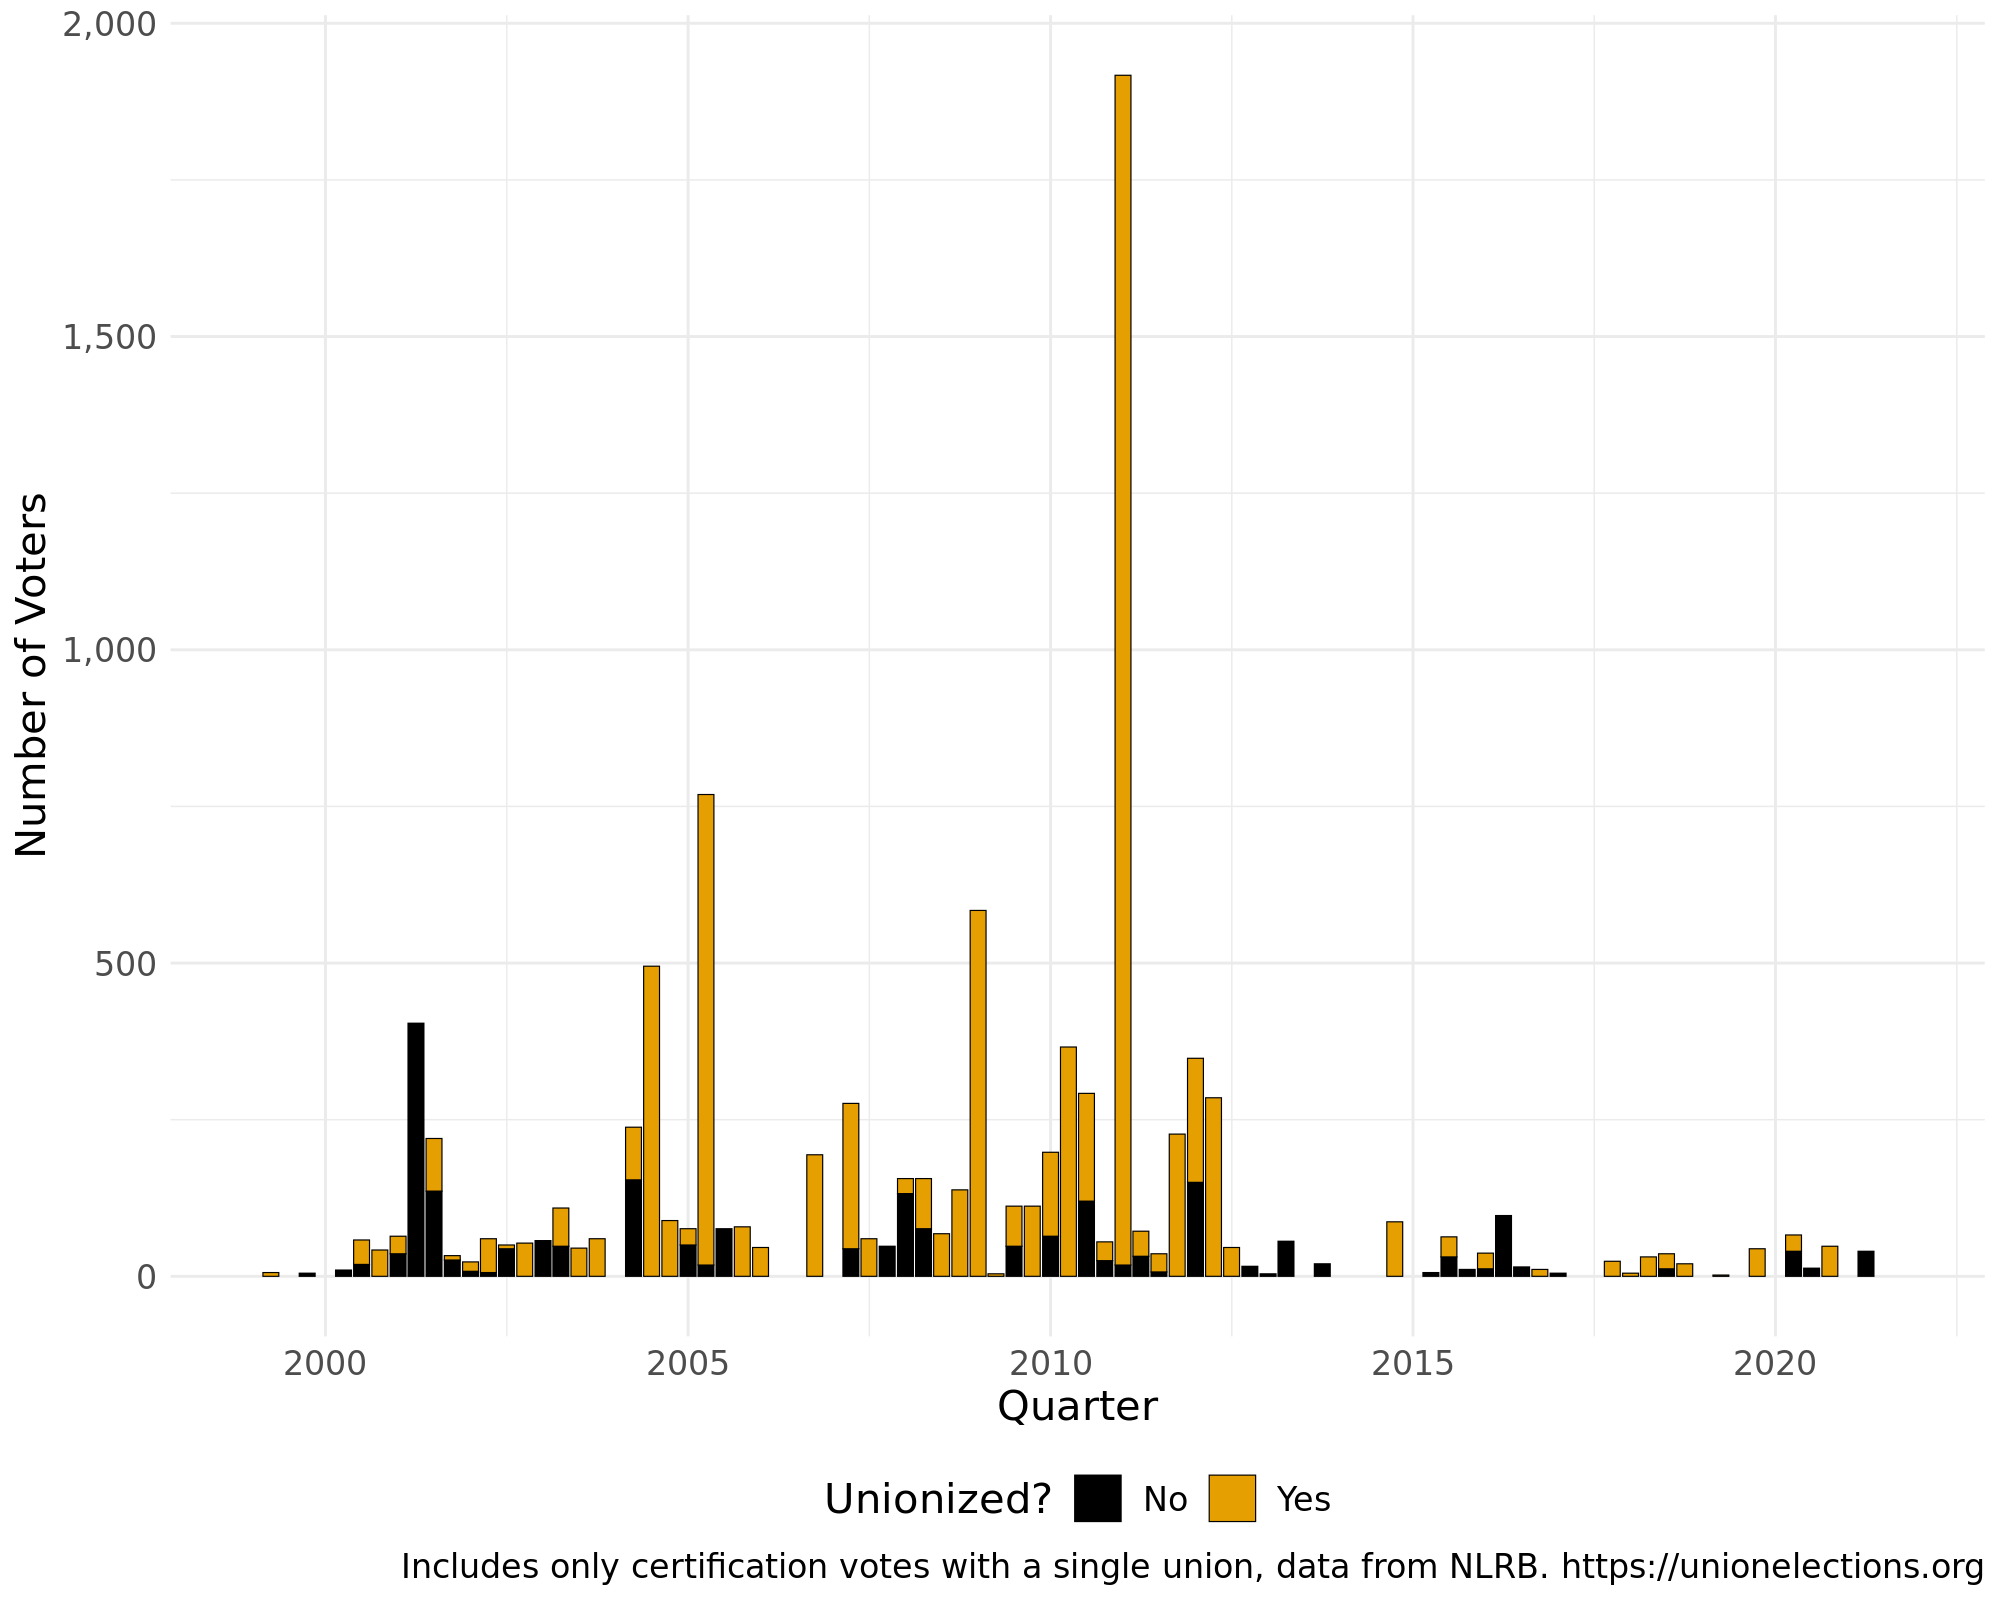 2,000
1,500
1,000
500
0
Number of Voters
2000 2005 2010 2015 2020
Quarter
Unionized? No Yes
Includes only certification votes with a single union, data from NLRB. https://unionelections.org